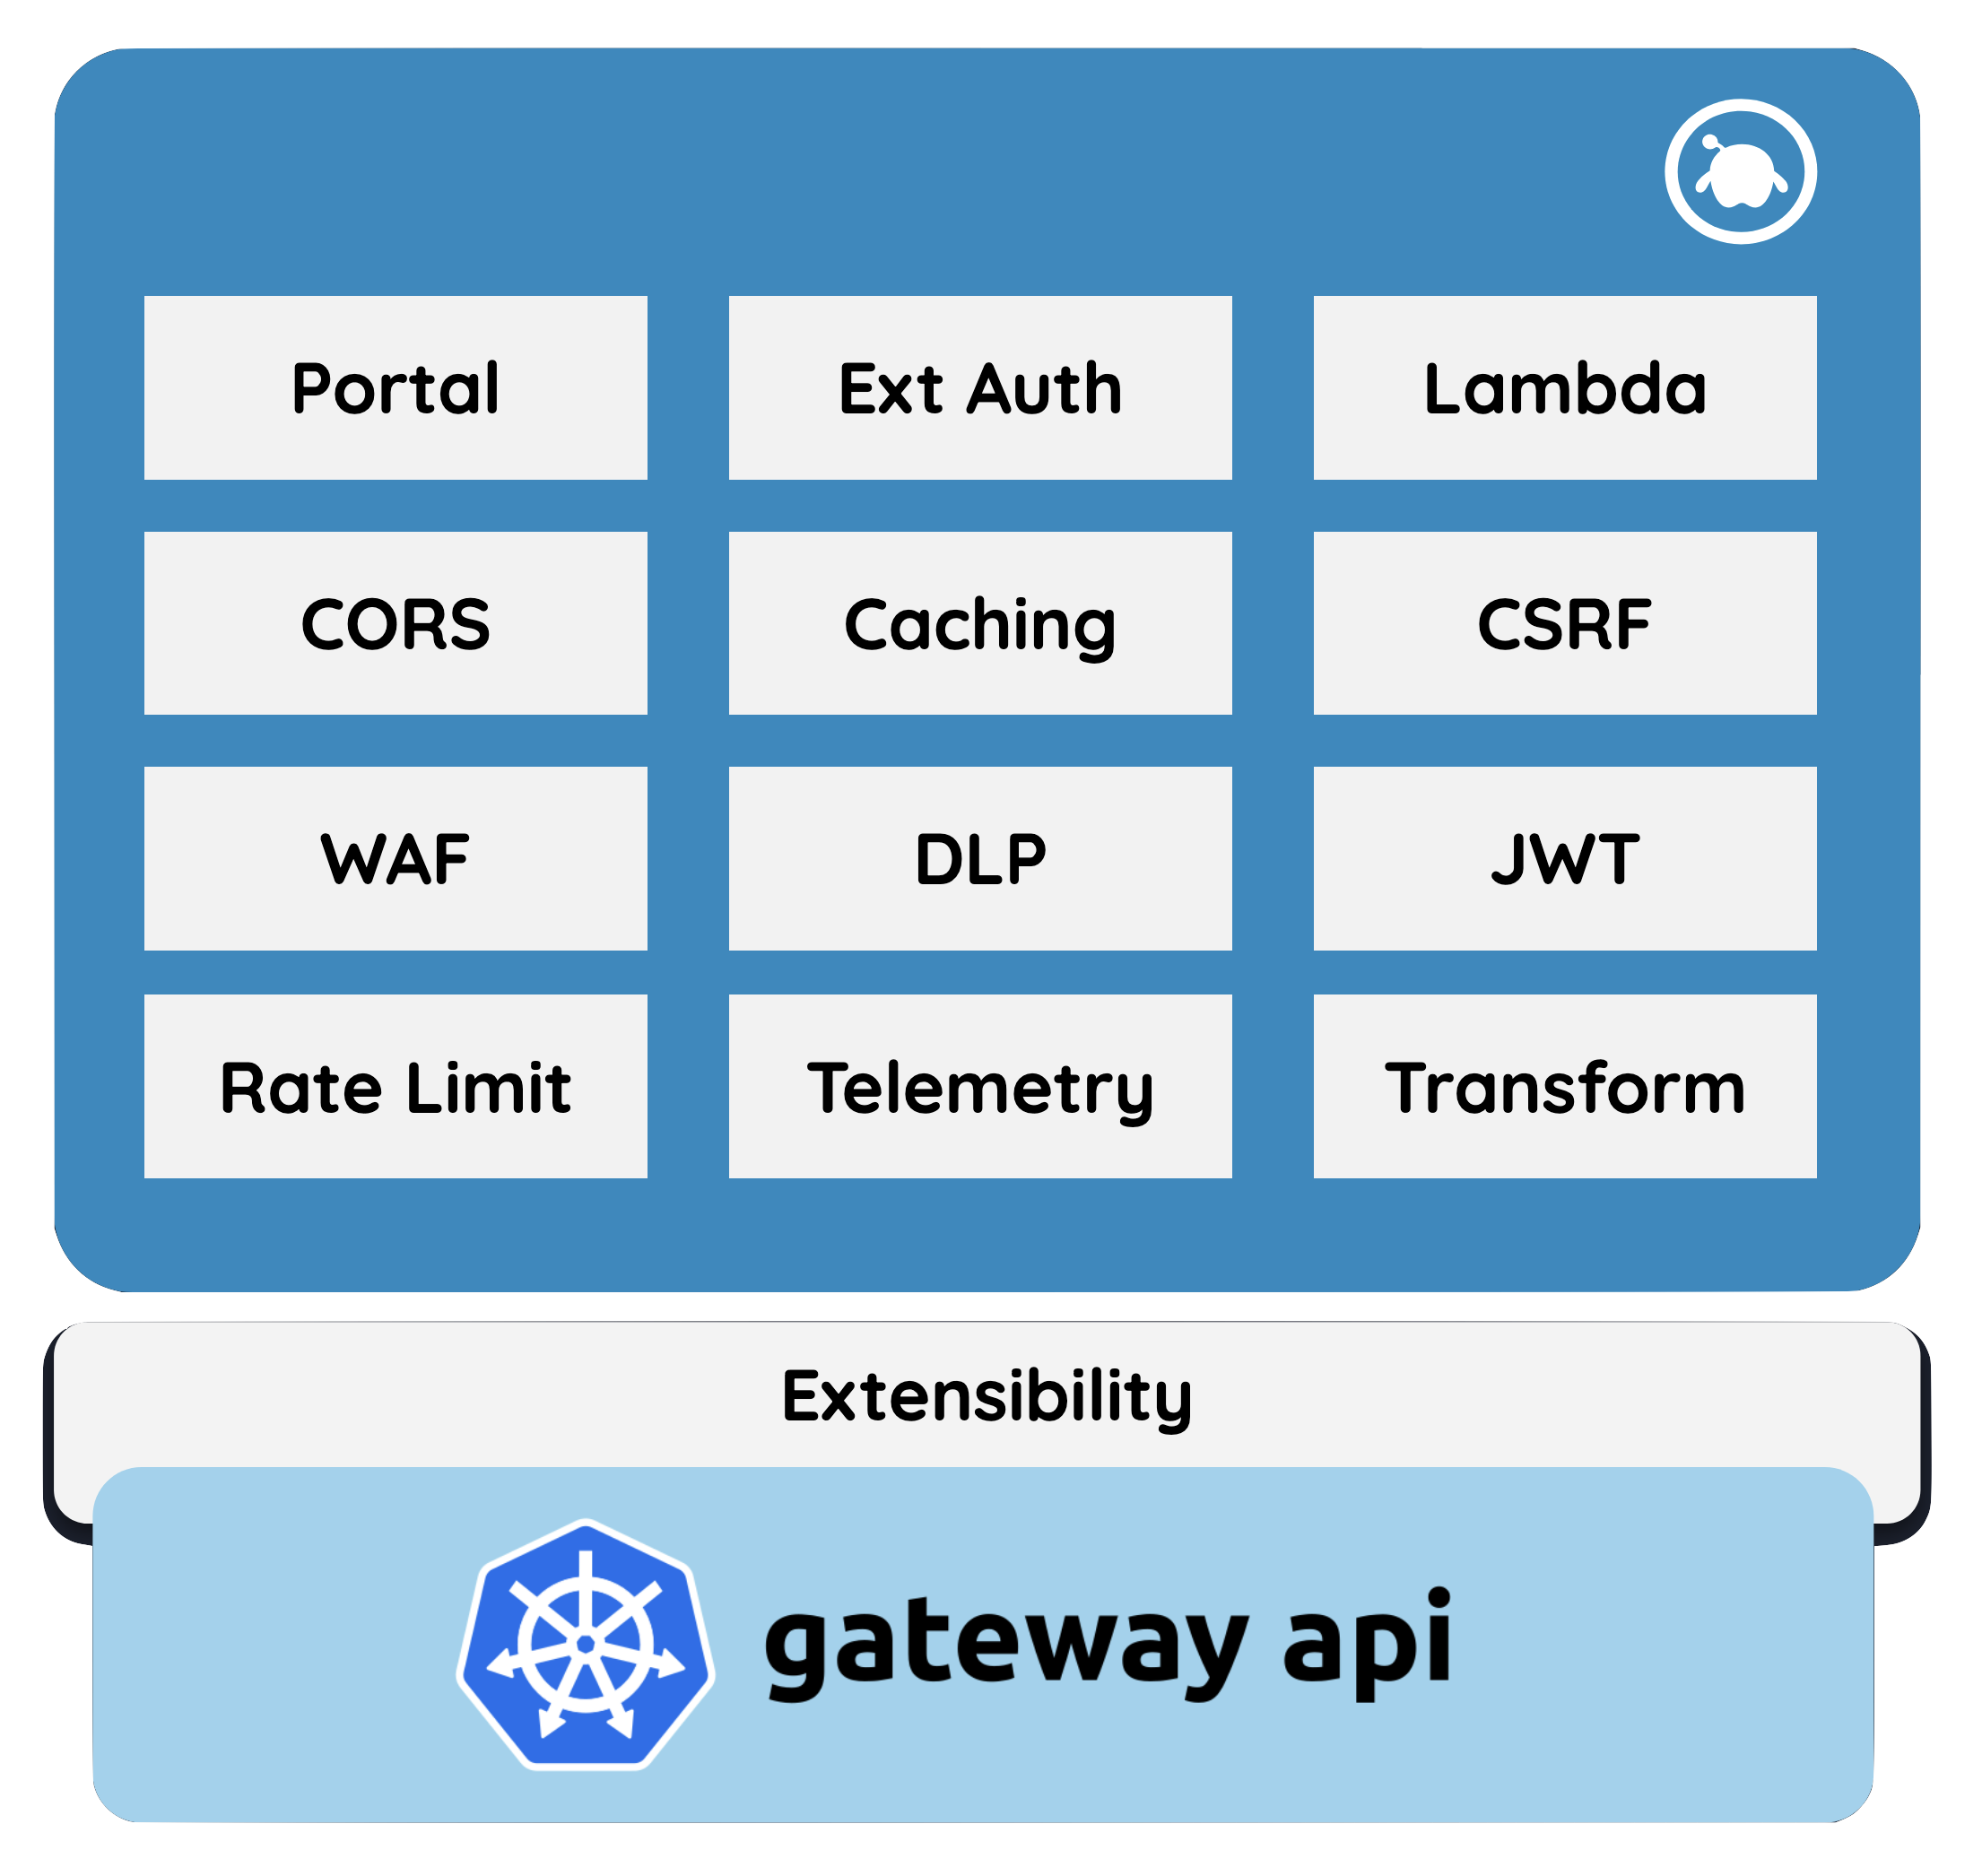 Portal
Ext Auth
Lambda
CORS
Caching
CSRF
WAF
DLP
JWT
Rate Limit
Telemetry
Transform
Extensibility
gateway api